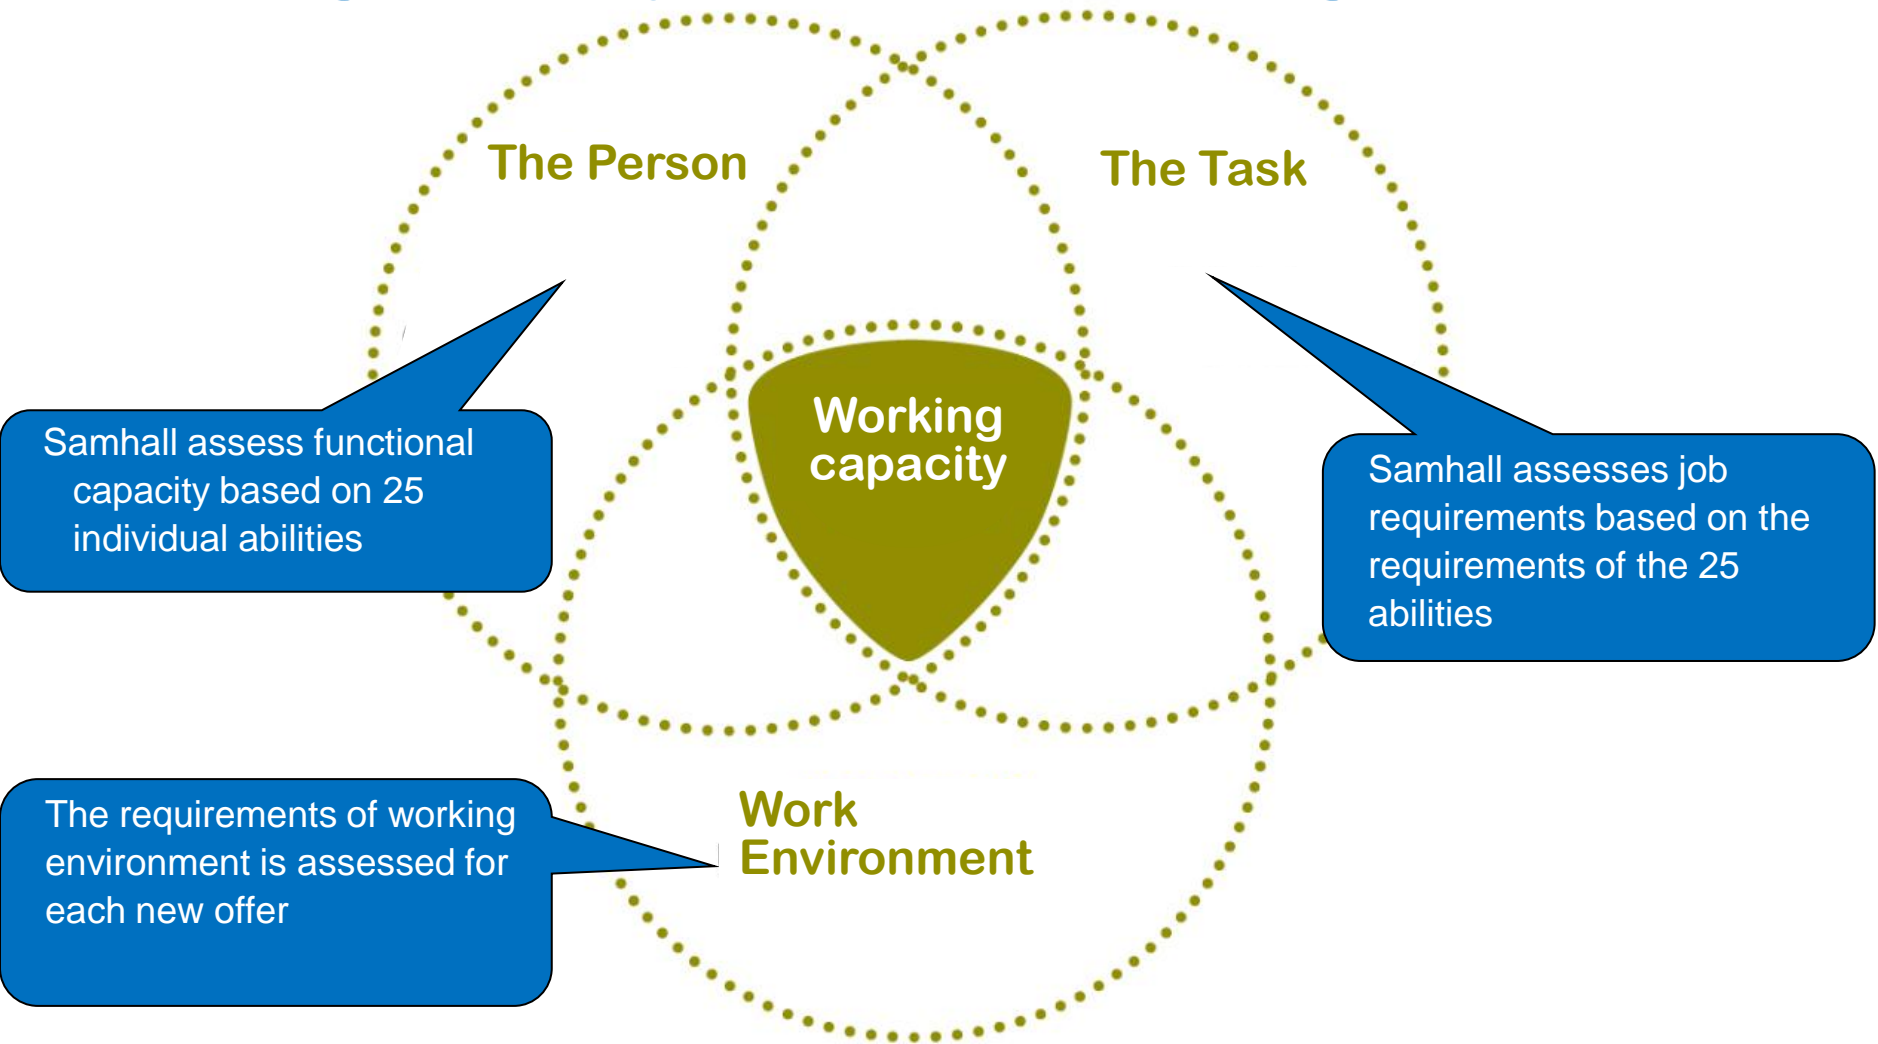 The Person
The Task
Working
capacity
Samhall assess functional
capacity based on 25
individual abilities
Samhall assesses job
requirements based on the
requirements of the 25
abilities
The requirements of working
environment is assessed for
each new offer
Work
Environment